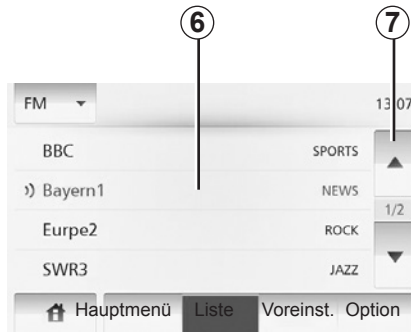 6 7
FM 13:07
BBC SPORTS
Bayern1 NEWS
1/2
Eurpe2 ROCK
SWR3 JAZZ
Hauptmenü Liste Voreinst. Option